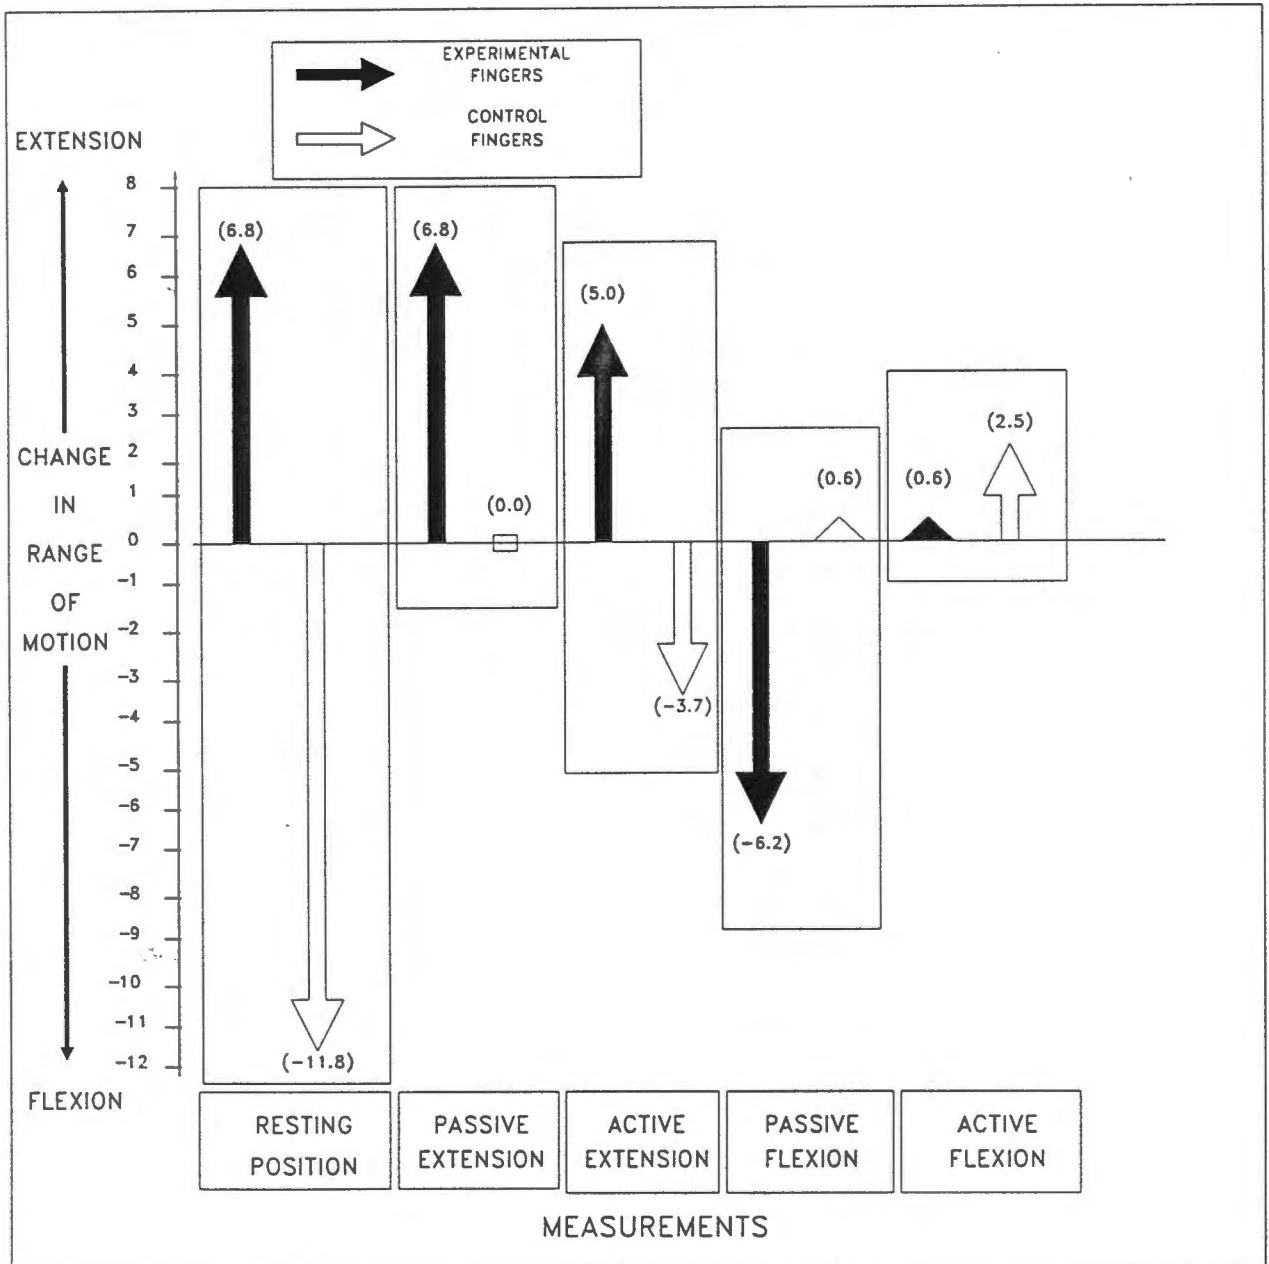 EXPERIMENTAL
FINGERS
CONTROL
FINGERS
EXTENSION
8
7
6
5
4
3
2
1
0
-1
-2
-3
-4
-5
-6
-7
-8
-9
-10
-11
-12
CHANGE
IN
RANGE
OF
MOTION
FLEXION
(6.8)
(-11.8)
(6.8)
(0.0)
(5.0)
(-3.7)
(-6.2)
(0.6)
(0.6)
(2.5)
RESTING
POSITION
PASSIVE
EXTENSION
ACTIVE
EXTENSION
PASSIVE
FLEXION
ACTIVE
FLEXION
MEASUREMENTS